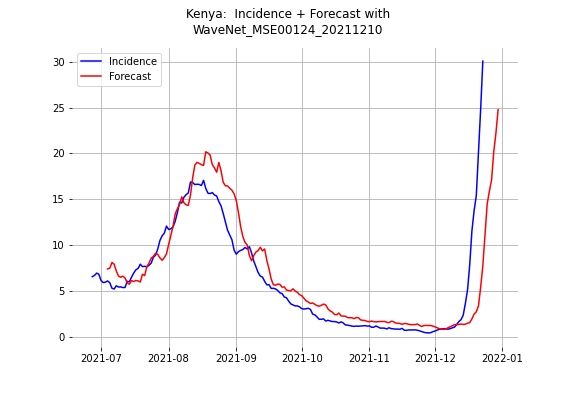 Kenya:  Incidence + Forecast with
WaveNet_MSE00124_20211210
Incidence
Forecast
30
25
20
15
10
5
0
2021-07 2021-08 2021-09 2021-10 2021-11 2021-12 2022-01